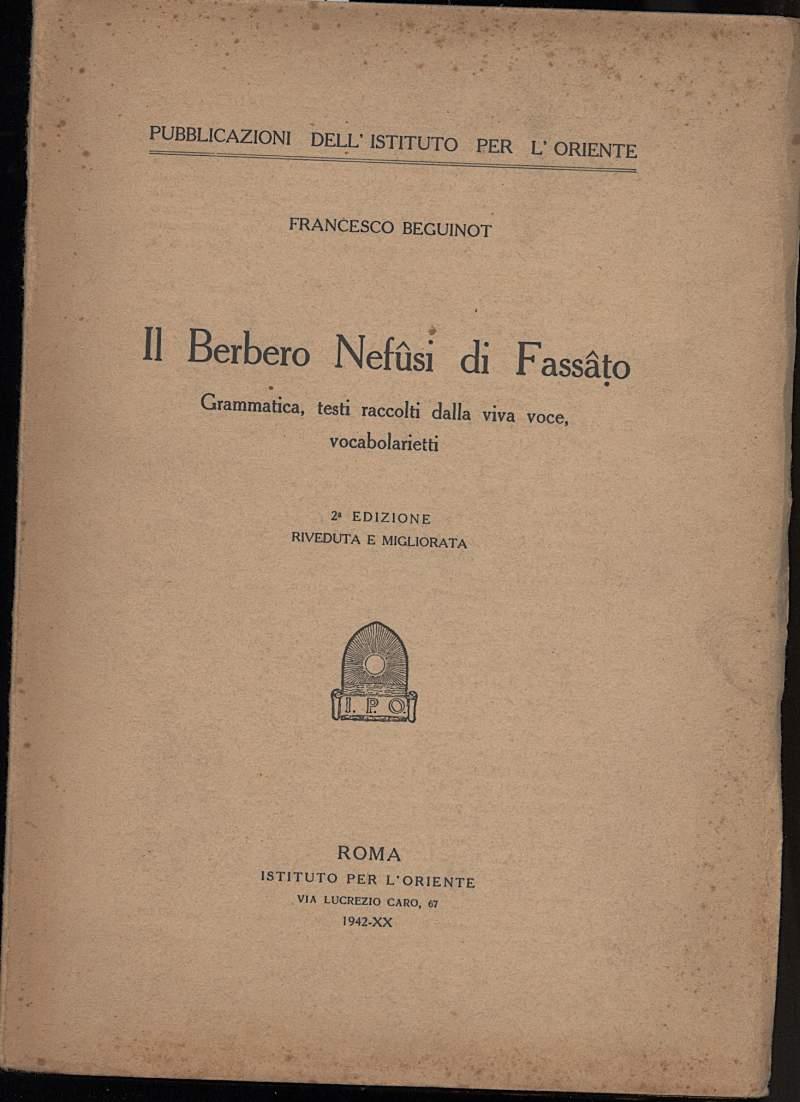 PUBBLICAZIONI DELL' ISTITUTO PER L' ORIENTE
FRANCESCO BEGUINOT
Il Berbero Nefûsi di Fassâṭo
Grammatica, testi raccolti dalla viva voce,
vocabolarietti
2ª EDIZIONE
RIVEDUTA E MIGLIORATA
I. P. O.
ROMA
ISTITUTO PER L'ORIENTE
VIA LUCREZIO CARO, 67
1942-XX